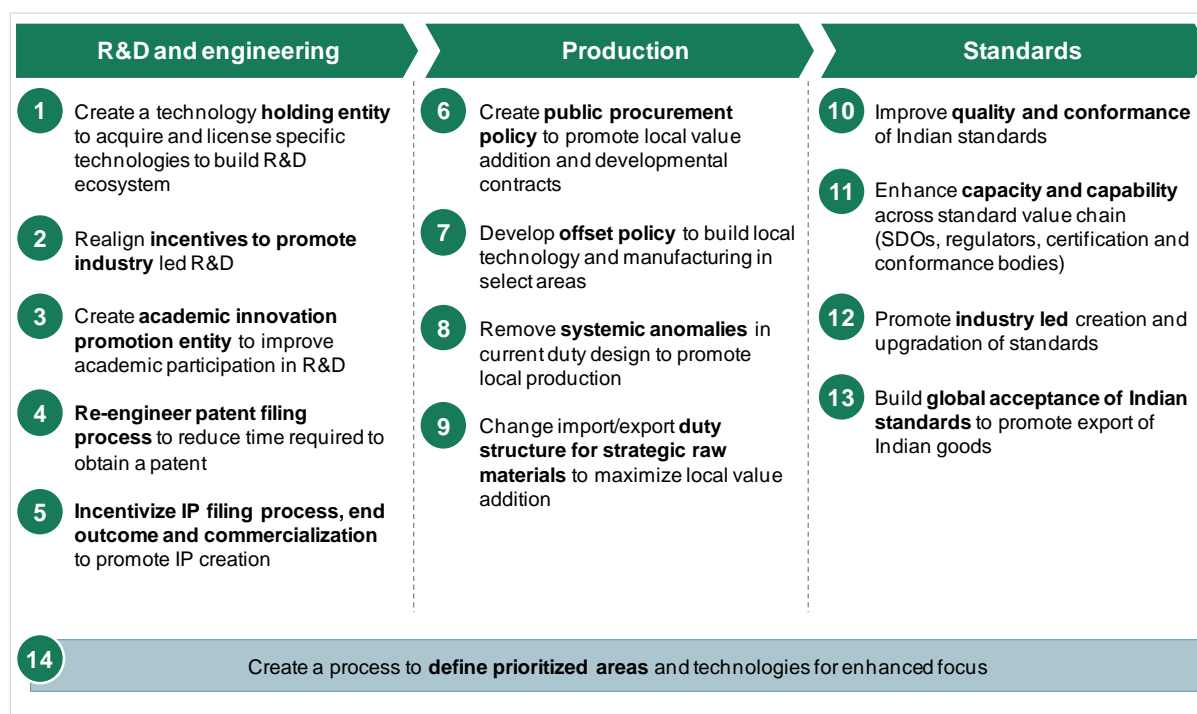 R&D and engineering
1
Create a technology holding entity
to acquire and license specific
technologies to build R&D
ecosystem
2
Realign incentives to promote
industry led R&D
3
Create academic innovation
promotion entity to improve
academic participation in R&D
4
Re-engineer patent filing
process to reduce time required to
obtain a patent
5
Incentivize IP filing process, end
outcome and commercialization
to promote IP creation
Production
6
Create public procurement
policy to promote local value
addition and developmental
contracts
7
Develop offset policy to build local
technology and manufacturing in
select areas
8
Remove systemic anomalies in
current duty design to promote
local production
9
Change import/export duty
structure for strategic raw
materials to maximize local value
addition
Standards
10
Improve quality and conformance
of Indian standards
11
Enhance capacity and capability
across standard value chain
(SDOs, regulators, certification and
conformance bodies)
12
Promote industry led creation and
upgradation of standards
13
Build global acceptance of Indian
standards to promote export of
Indian goods
14
Create a process to define prioritized areas and technologies for enhanced focus